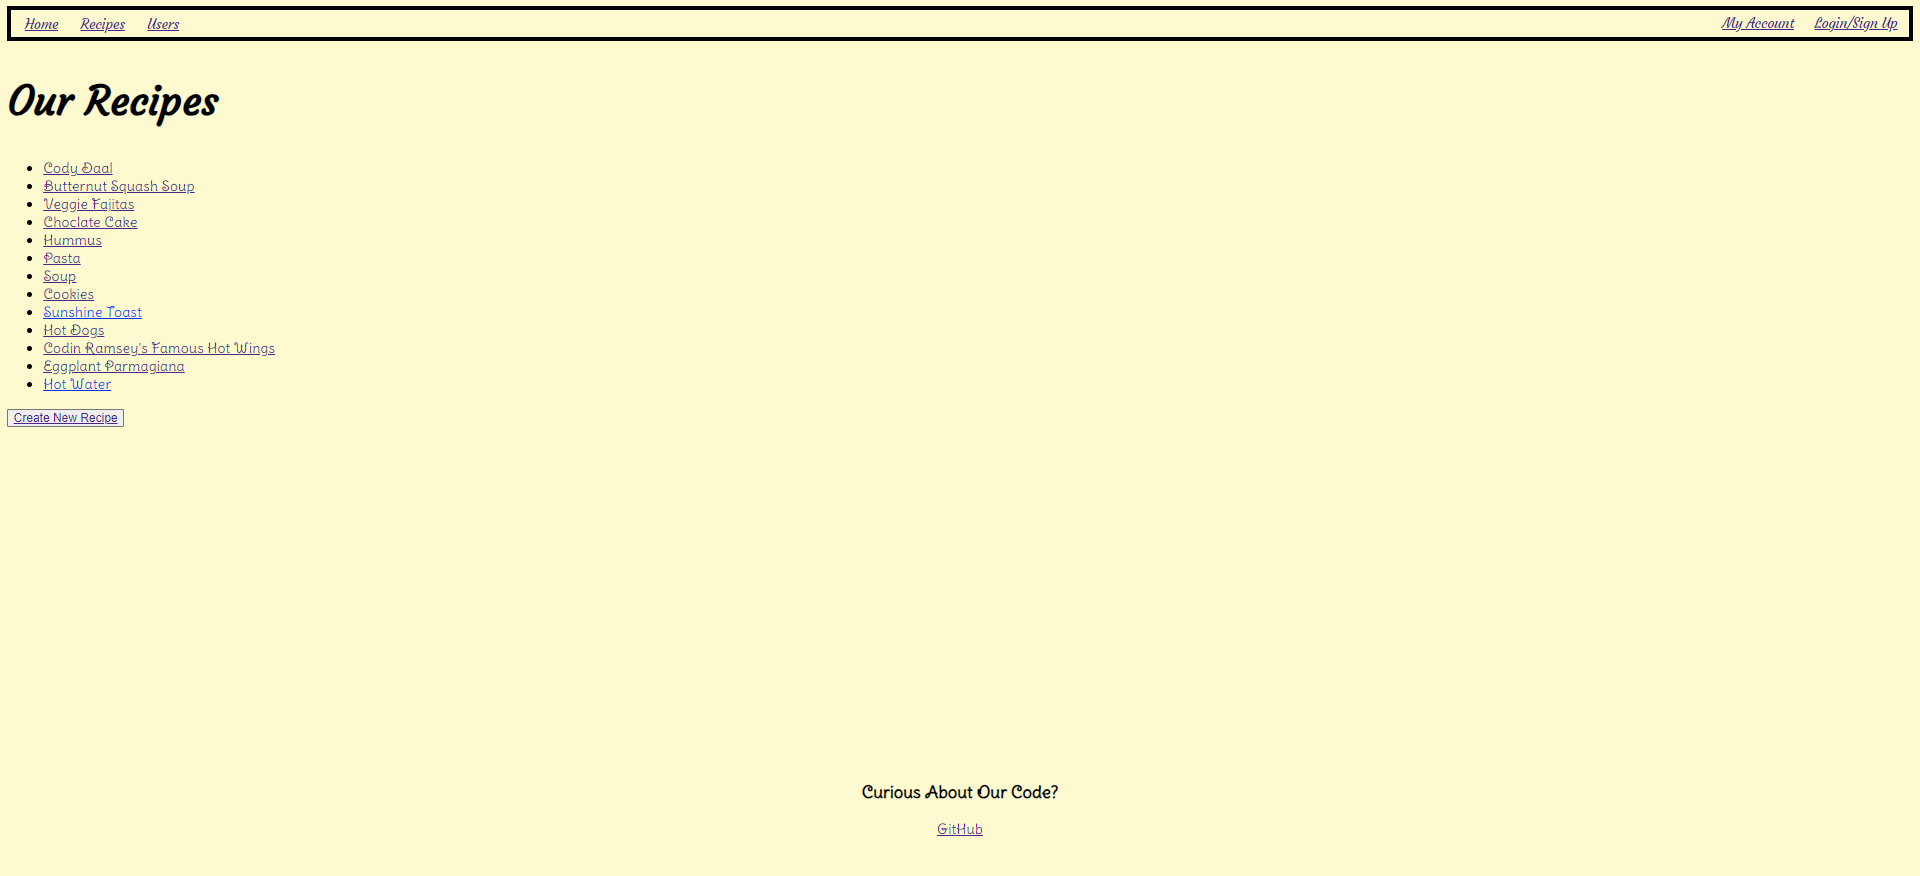 Home Recipes Users My Account Login/Sign Up
Our Recipes
Cody Daal
Butternut Squash Soup
Veggie Fajitas
Choclate Cake
Hummus
Pasta
Soup
Cookies
Sunshine Toast
Hot Dogs
Codin Ramsey's Famous Hot Wings
Eggplant Parmagiana
Hot Water
Create New Recipe
Curious About Our Code?
GitHub